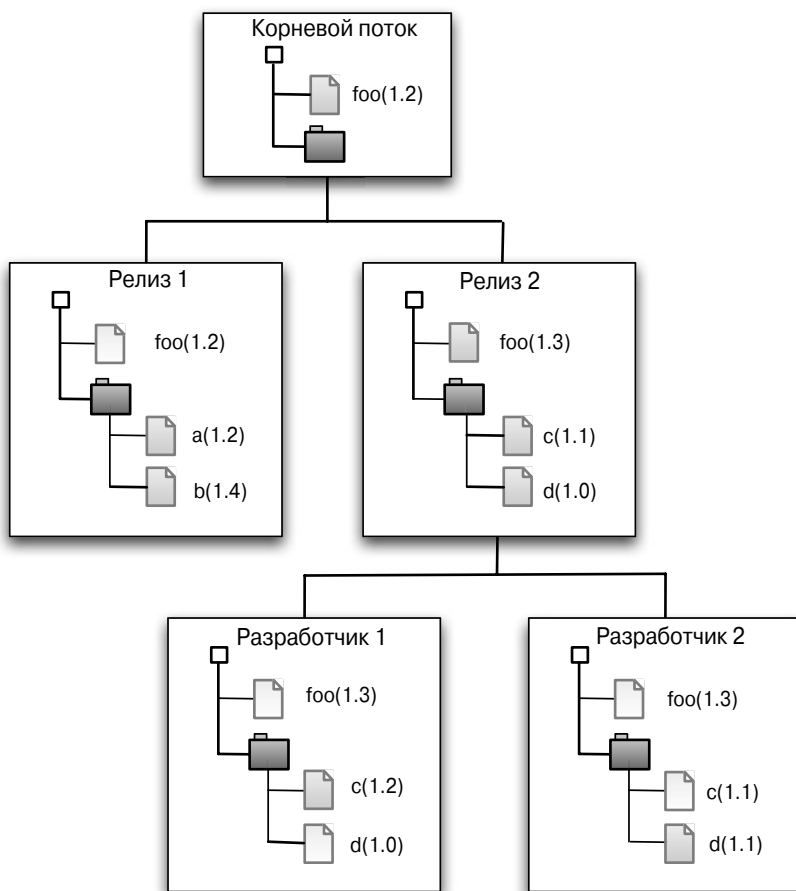 Корневой поток
foo(1.2)
Релиз 1
foo(1.2)
a(1.2)
b(1.4)
Релиз 2
foo(1.3)
c(1.1)
d(1.0)
Разработчик 1
foo(1.3)
c(1.2)
d(1.0)
Разработчик 2
foo(1.3)
c(1.1)
d(1.1)